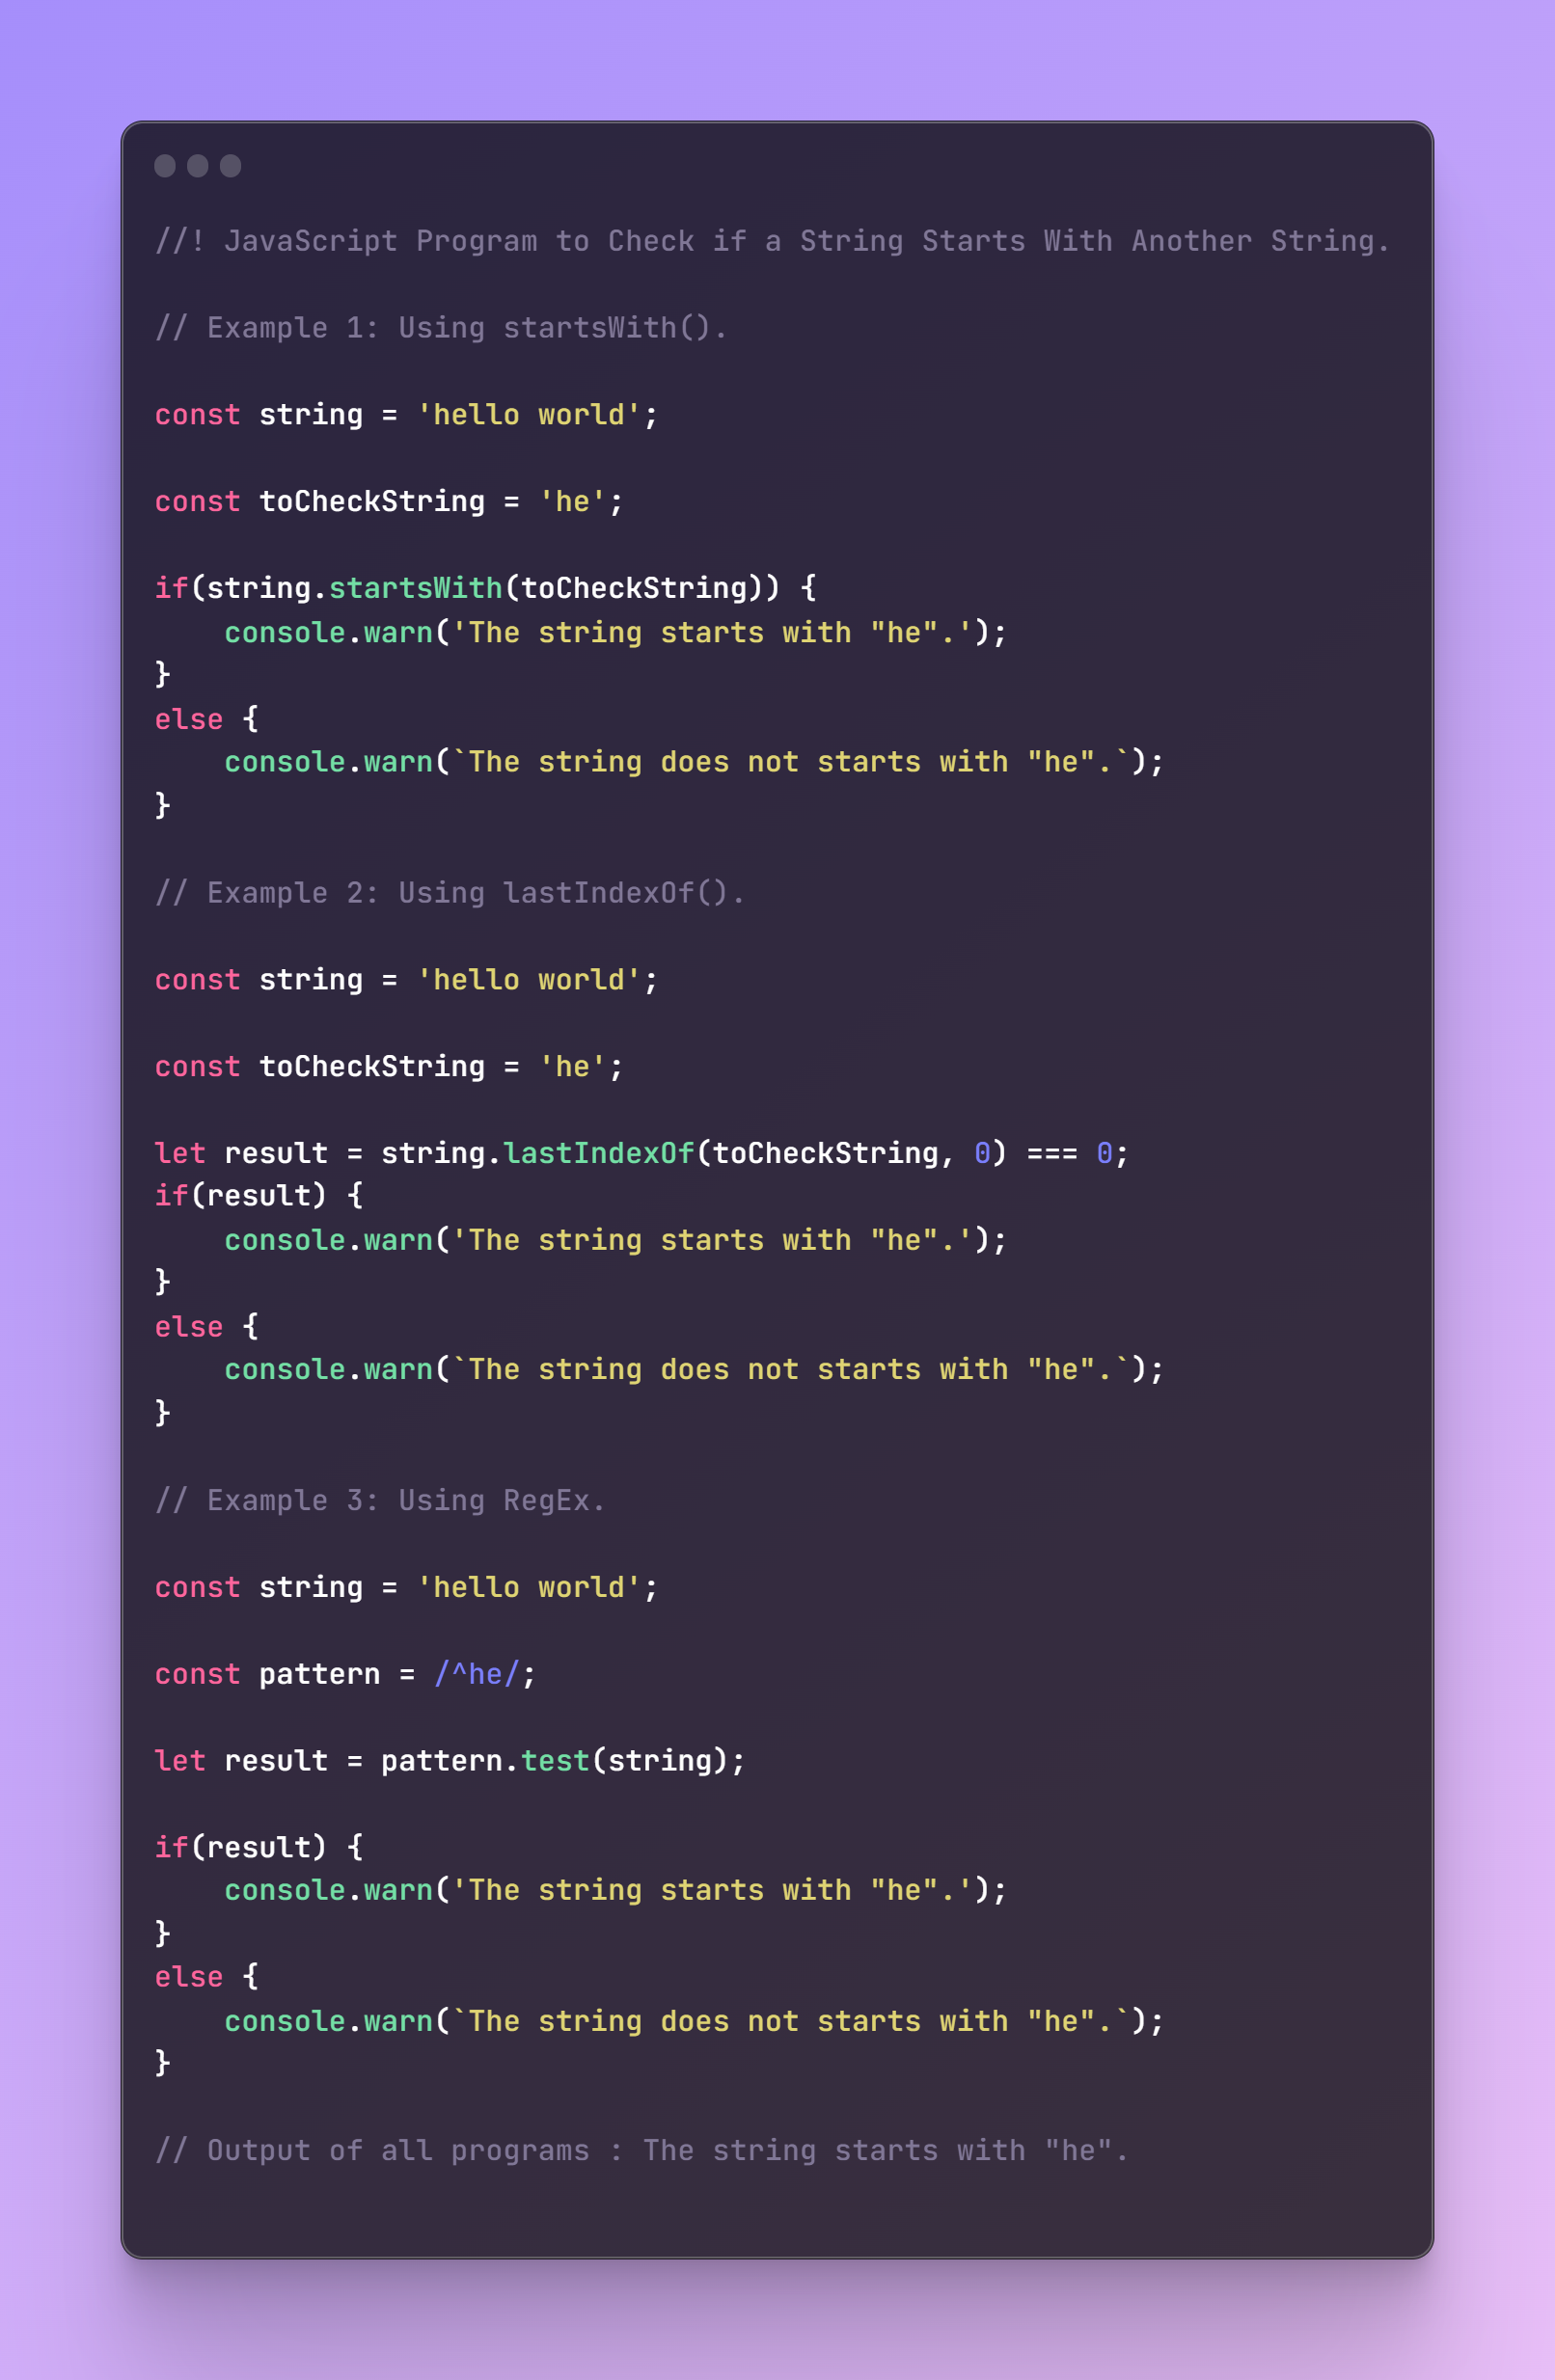 //! JavaScript Program to Check if a String Starts With Another String.
// Example 1: Using startsWith().
const string = 'hello world';
const toCheckString = 'he';
if(string.startsWith(toCheckString)) {
    console.warn('The string starts with "he".');
}
else {
    console.warn(`The string does not starts with "he".`);
}
// Example 2: Using lastIndexOf().
const string = 'hello world';
const toCheckString = 'he';
let result = string.lastIndexOf(toCheckString, 0) === 0;
if(result) {
    console.warn('The string starts with "he".');
}
else {
    console.warn(`The string does not starts with "he".`);
}
// Example 3: Using RegEx.
const string = 'hello world';
const pattern = /^he/;
let result = pattern.test(string);
if(result) {
    console.warn('The string starts with "he".');
}
else {
    console.warn(`The string does not starts with "he".`);
}
// Output of all programs : The string starts with "he".